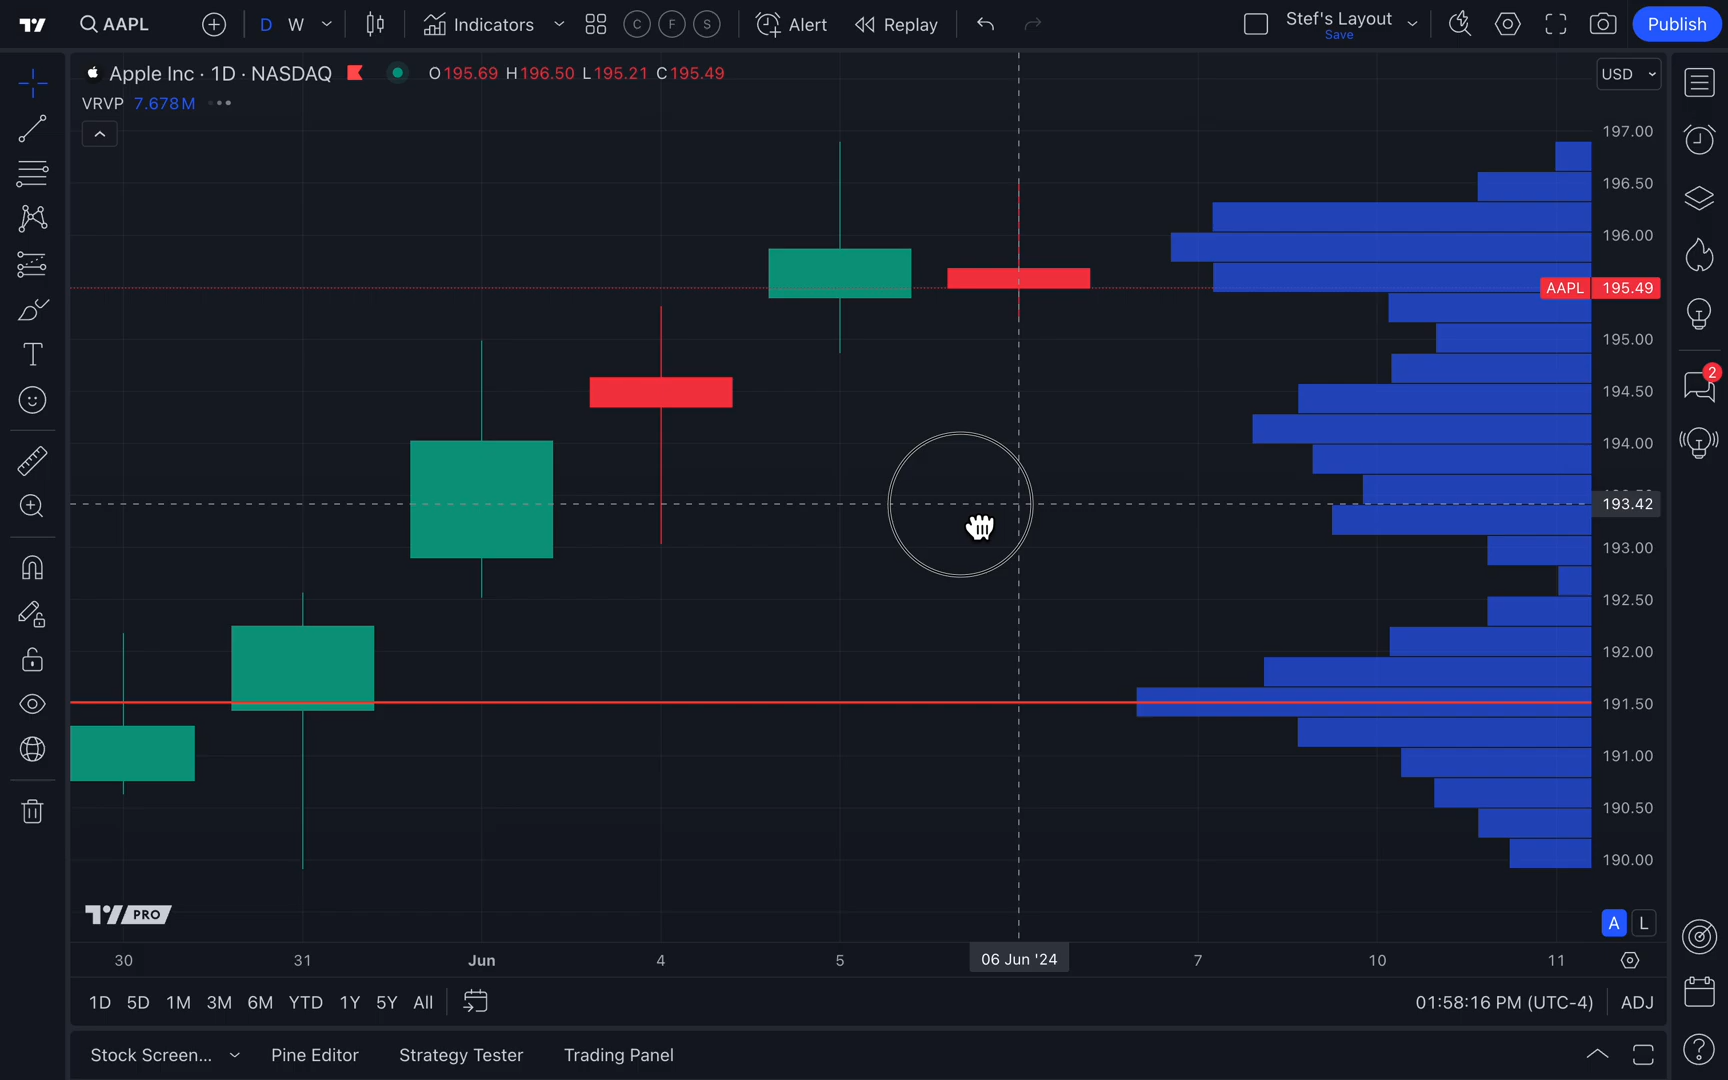 AAPL D W Indicators C F S Alert Replay Stef's Layout Save Publish
Apple Inc · 1D · NASDAQ O195.69 H196.50 L195.21 C195.49 USD
VRVP 7.678M
197.00
196.50
196.00
AAPL 195.49
195.00
194.50
2
194.00
193.42
193.00
192.50
192.00
191.50
191.00
190.50
190.00
PRO
A L
30 31 Jun 4 5 06 Jun '24 7 10 11
1D 5D 1M 3M 6M YTD 1Y 5Y All 01:58:16 PM (UTC-4) ADJ
Stock Screen... Pine Editor Strategy Tester Trading Panel